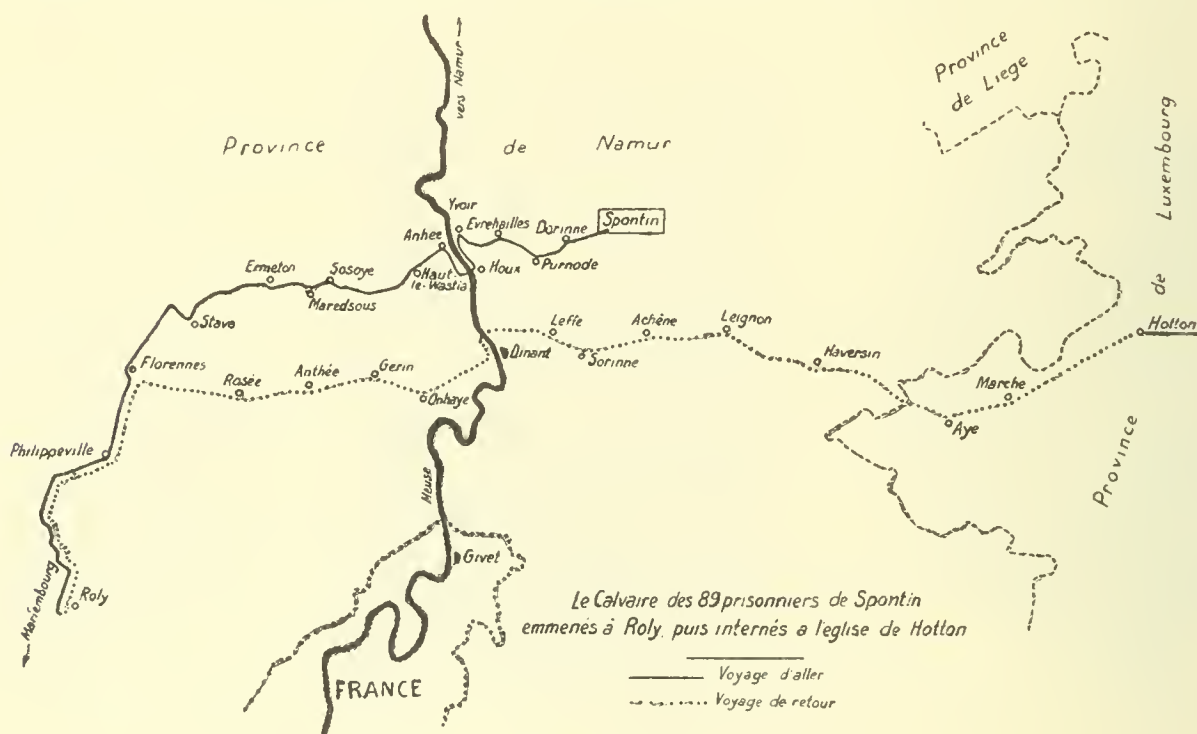 vers Namur
Province
de Liege
Province de Namur
Luxembourg
Yvoir
Evrehailles
Dorinne
Spontin
Anhee
Purnode
Houx
Haut-
le-Wastia
Ermeton
Sosoye
Maredsous
Stave
de
Leffe
Achêne
Leignon
Hotton
Dinant
Sorinne
Haversin
Florennes
Rosée
Anthée
Gerin
Onhaye
Marche
Aye
Philippeville
Meuse
Province
Givet
Mariembourg
Roly
Le Calvaire des 89 prisonniers de Spontin
emmenés à Roly, puis internés a l'eglise de Hotton
Voyage d'aller
Voyage de retour
FRANCE